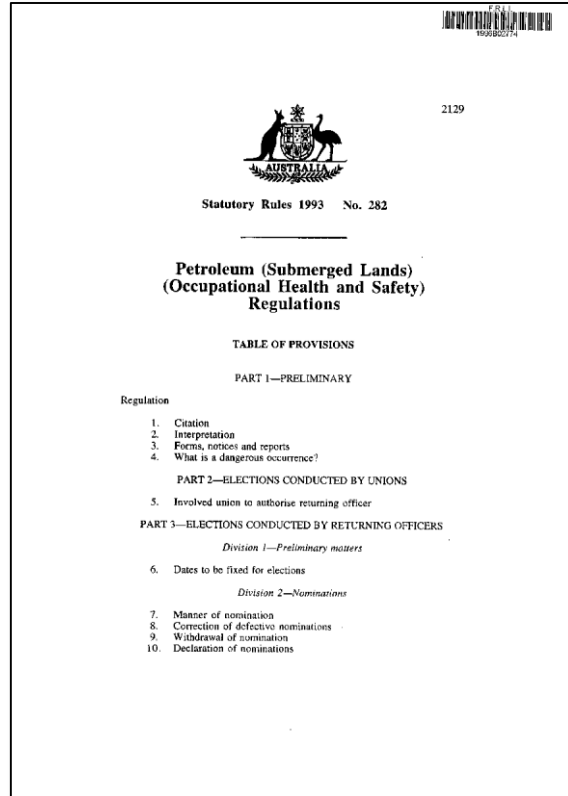 F.R.L.I.
1996B02774
2129
AUSTRALIA
Statutory Rules 1993 No. 282
Petroleum (Submerged Lands)
(Occupational Health and Safety)
Regulations
TABLE OF PROVISIONS
PART 1—PRELIMINARY
Regulation
1. Citation
2. Interpretation
3. Forms, notices and reports
4. What is a dangerous occurrence?
PART 2—ELECTIONS CONDUCTED BY UNIONS
5. Involved union to authorise returning officer
PART 3—ELECTIONS CONDUCTED BY RETURNING OFFICERS
Division 1—Preliminary matters
6. Dates to be fixed for elections
Division 2—Nominations
7. Manner of nomination
8. Correction of defective nominations
9. Withdrawal of nomination
10. Declaration of nominations